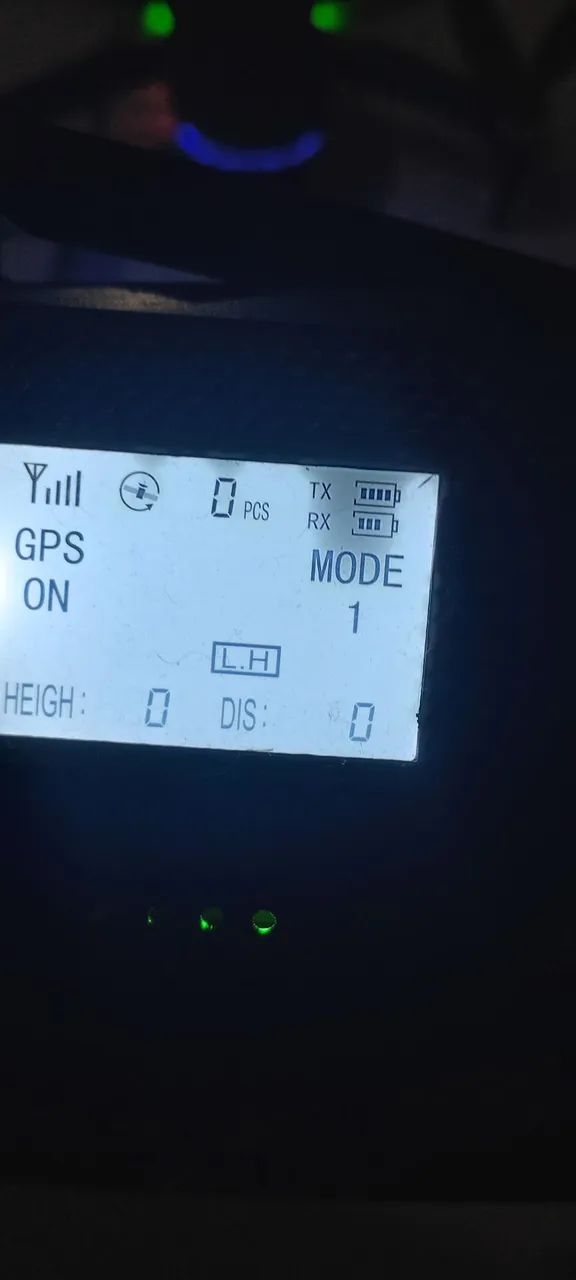 0 PCS TX
RX
GPS
ON
MODE
1
L.H
HEIGH: 0 DIS: 0